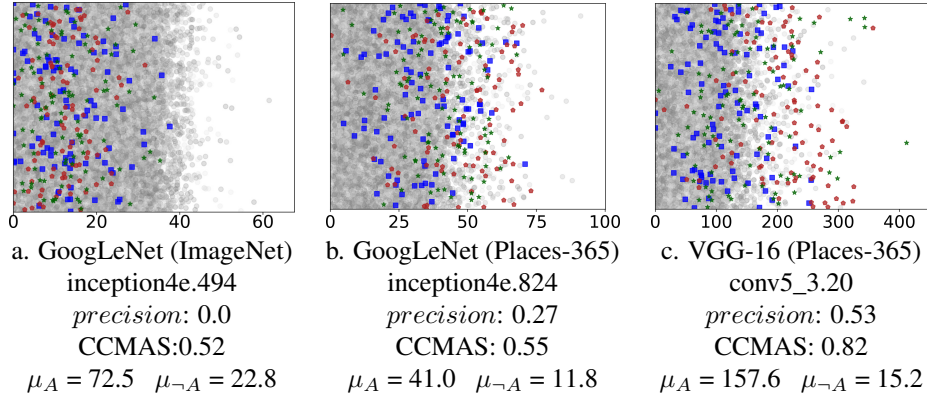 0 20 40 60 0 25 50 75 100 0 100 200 300 400
a. GoogLeNet (ImageNet) b. GoogLeNet (Places-365) c. VGG-16 (Places-365)
inception4e.494 inception4e.824 conv5_3.20
precision: 0.0 precision: 0.27 precision: 0.53
CCMAS:0.52 CCMAS: 0.55 CCMAS: 0.82
μA = 72.5 μ¬A = 22.8 μA = 41.0 μ¬A = 11.8 μA = 157.6 μ¬A = 15.2